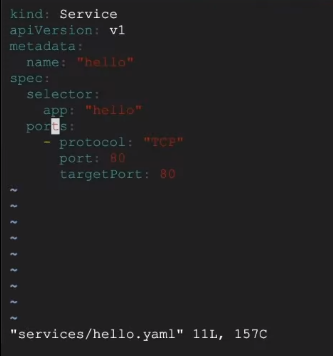 kind: Service
apiVersion: v1
metadata:
  name: "hello"
spec:
  selector:
    app: "hello"
  ports:
    - protocol: "TCP"
      port: 80
      targetPort: 80
~
~
~
~
~
~
~
~
"services/hello.yaml" 11L, 157C